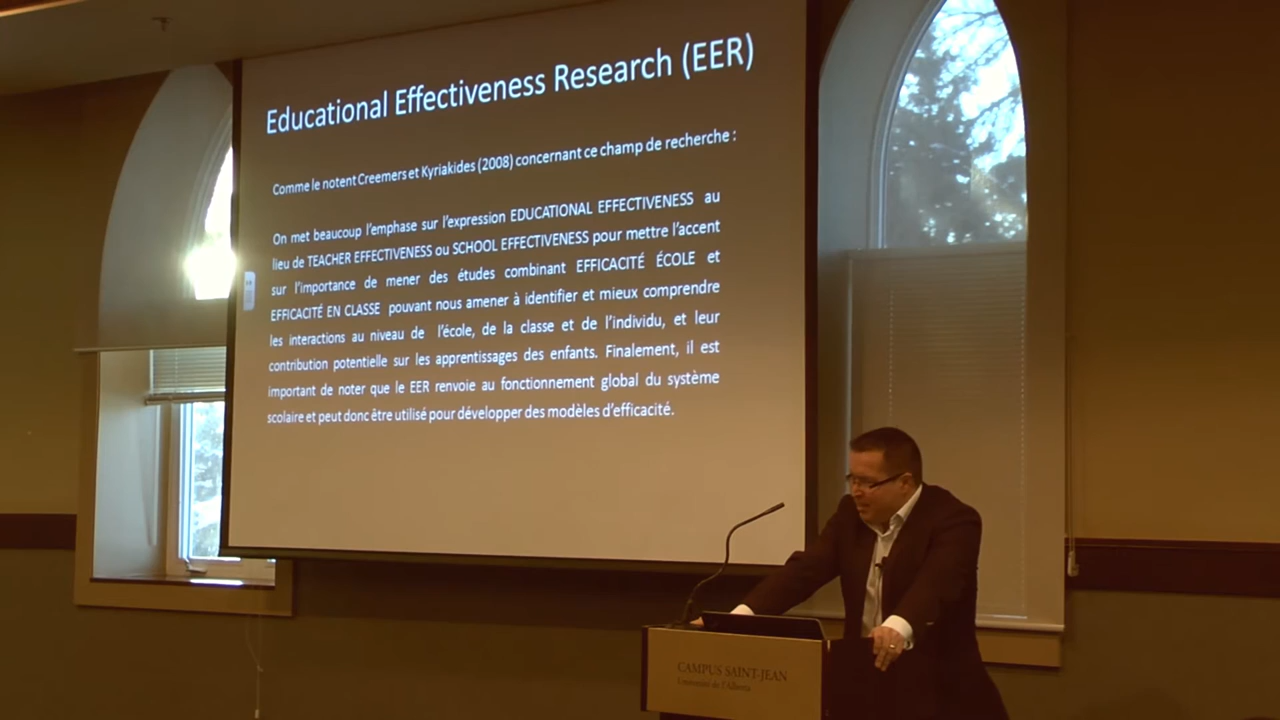 Educational Effectiveness Research (EER)
Comme le notent Creemers et Kyriakides (2008) concernant ce champ de recherche :
On met beaucoup l'emphase sur l'expression EDUCATIONAL EFFECTIVENESS au
lieu de TEACHER EFFECTIVENESS ou SCHOOL EFFECTIVENESS pour mettre l'accent
sur l'importance de mener des études combinant EFFICACITÉ ÉCOLE et
EFFICACITÉ EN CLASSE pouvant nous amener à identifier et mieux comprendre
les interactions au niveau de l'école, de la classe et de l'individu, et leur
contribution potentielle sur les apprentissages des enfants. Finalement, il est
important de noter que le EER renvoie au fonctionnement global du système
scolaire et peut donc être utilisé pour développer des modèles d'efficacité.
CAMPUS SAINT-JEAN
Université de l'Alberta